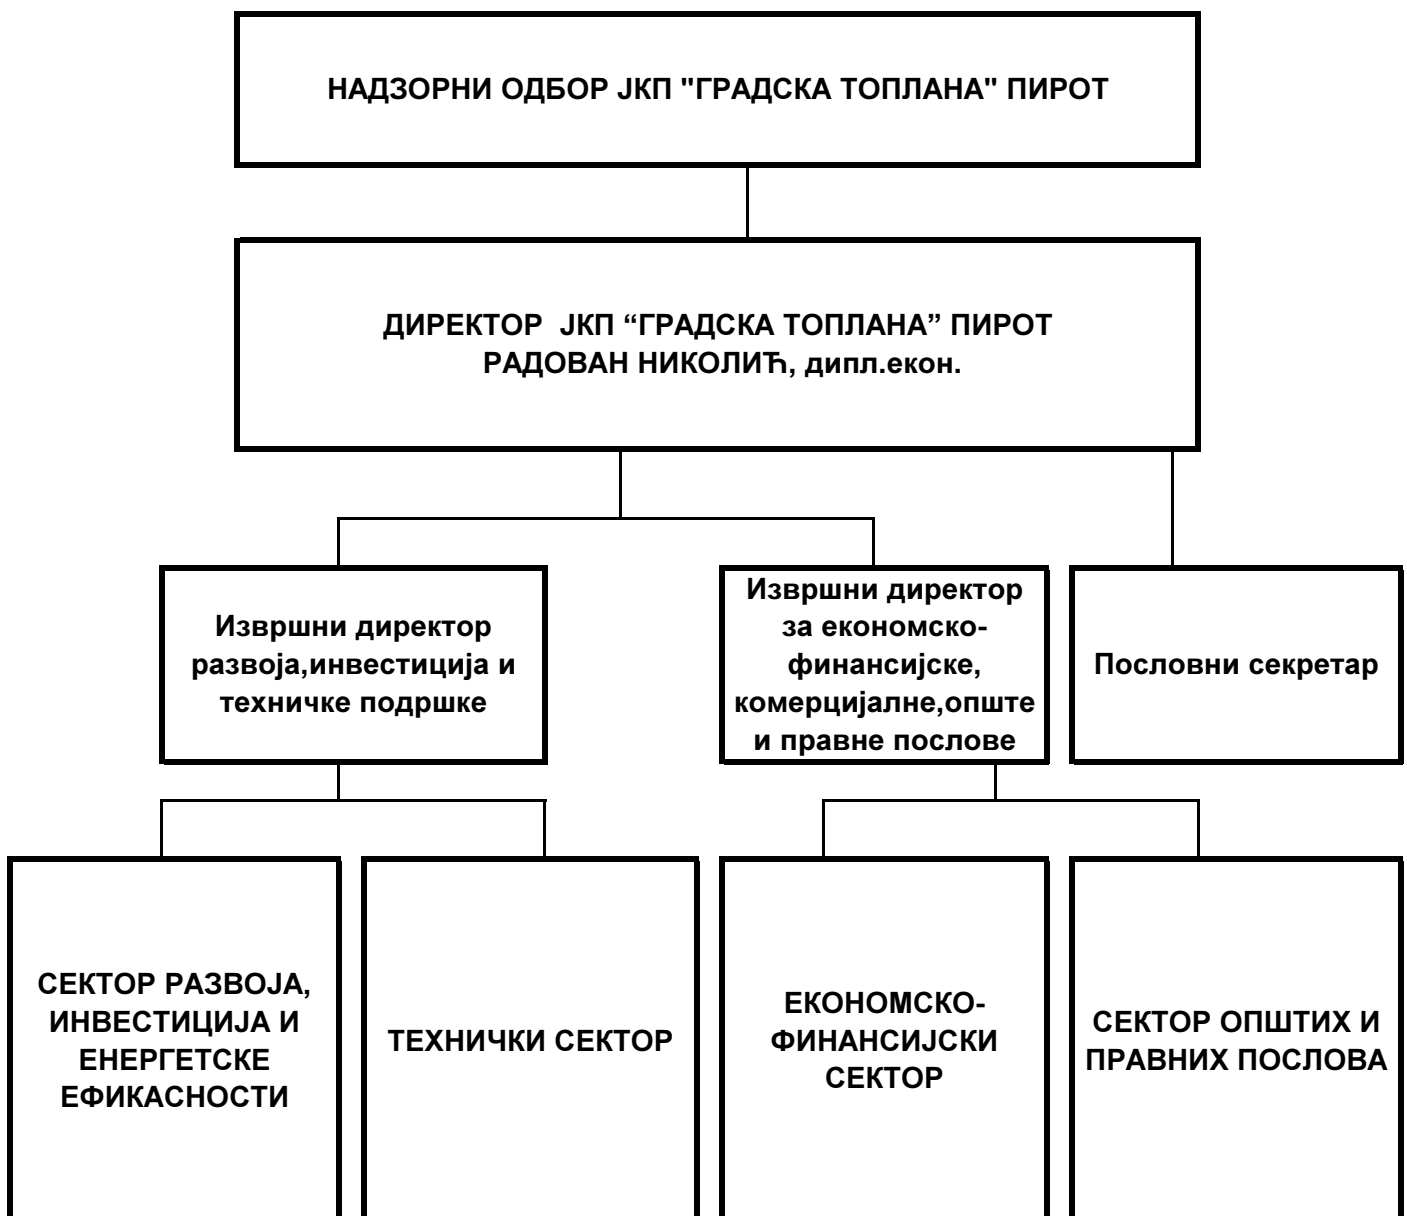 НАДЗОРНИ ОДБОР ЈКП "ГРАДСКА ТОПЛАНА" ПИРОТ
ДИРЕКТОР  ЈКП “ГРАДСКА ТОПЛАНА” ПИРОТ
РАДОВАН НИКОЛИЋ, дипл.екон.
Извршни директор
развоја,инвестиција и
техничке подршке
Извршни директор
за економско-
финансијске,
комерцијалне,опште
и правне послове
Пословни секретар
СЕКТОР РАЗВОЈА,
ИНВЕСТИЦИЈА И
ЕНЕРГЕТСКЕ
ЕФИКАСНОСТИ
ТЕХНИЧКИ СЕКТОР
ЕКОНОМСКО-
ФИНАНСИЈСКИ
СЕКТОР
СЕКТОР ОПШТИХ И
ПРАВНИХ ПОСЛОВА